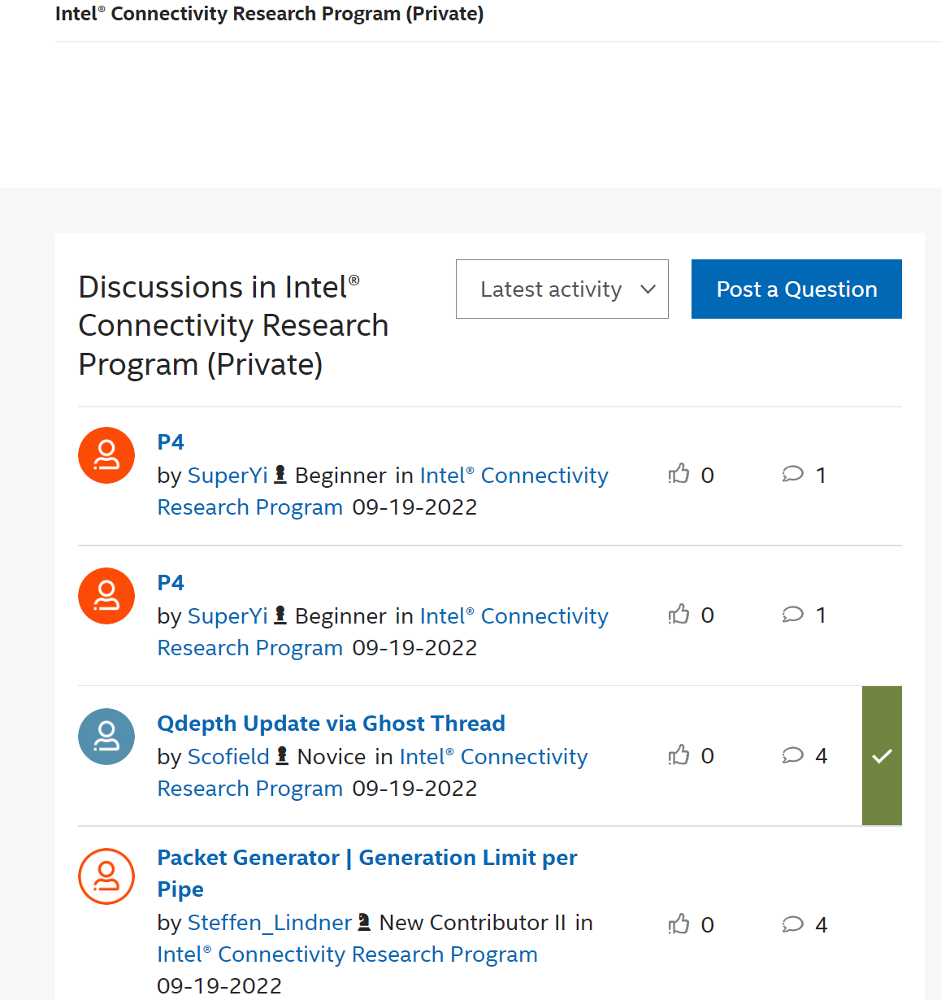 Intel® Connectivity Research Program (Private)
Discussions in Intel®
Connectivity Research
Program (Private)
Latest activity
Post a Question
P4
by SuperYi Beginner in Intel® Connectivity
Research Program 09-19-2022
0
1
P4
by SuperYi Beginner in Intel® Connectivity
Research Program 09-19-2022
0
1
Qdepth Update via Ghost Thread
by Scofield Novice in Intel® Connectivity
Research Program 09-19-2022
0
4
Packet Generator | Generation Limit per
Pipe
by Steffen_Lindner New Contributor II in
Intel® Connectivity Research Program
09-19-2022
0
4